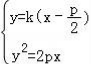 y=k(x-p/2)
y²=2px